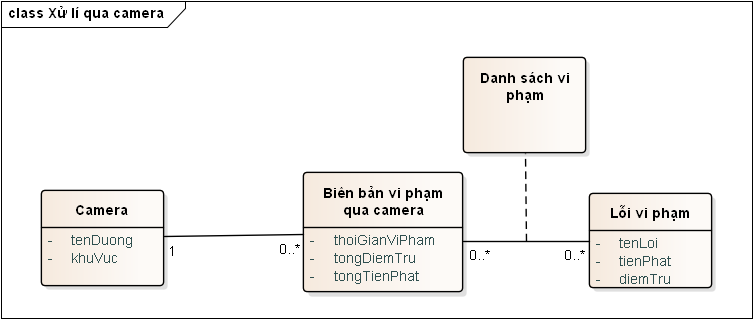 class Xử lí qua camera
Danh sách vi
phạm
Camera
- tenDuong
- khuVuc
1
0..*
Biên bản vi phạm
qua camera
- thoiGianViPham
- tongDiemTru
- tongTienPhat
0..*
0..*
Lỗi vi phạm
- tenLoi
- tienPhat
- diemTru